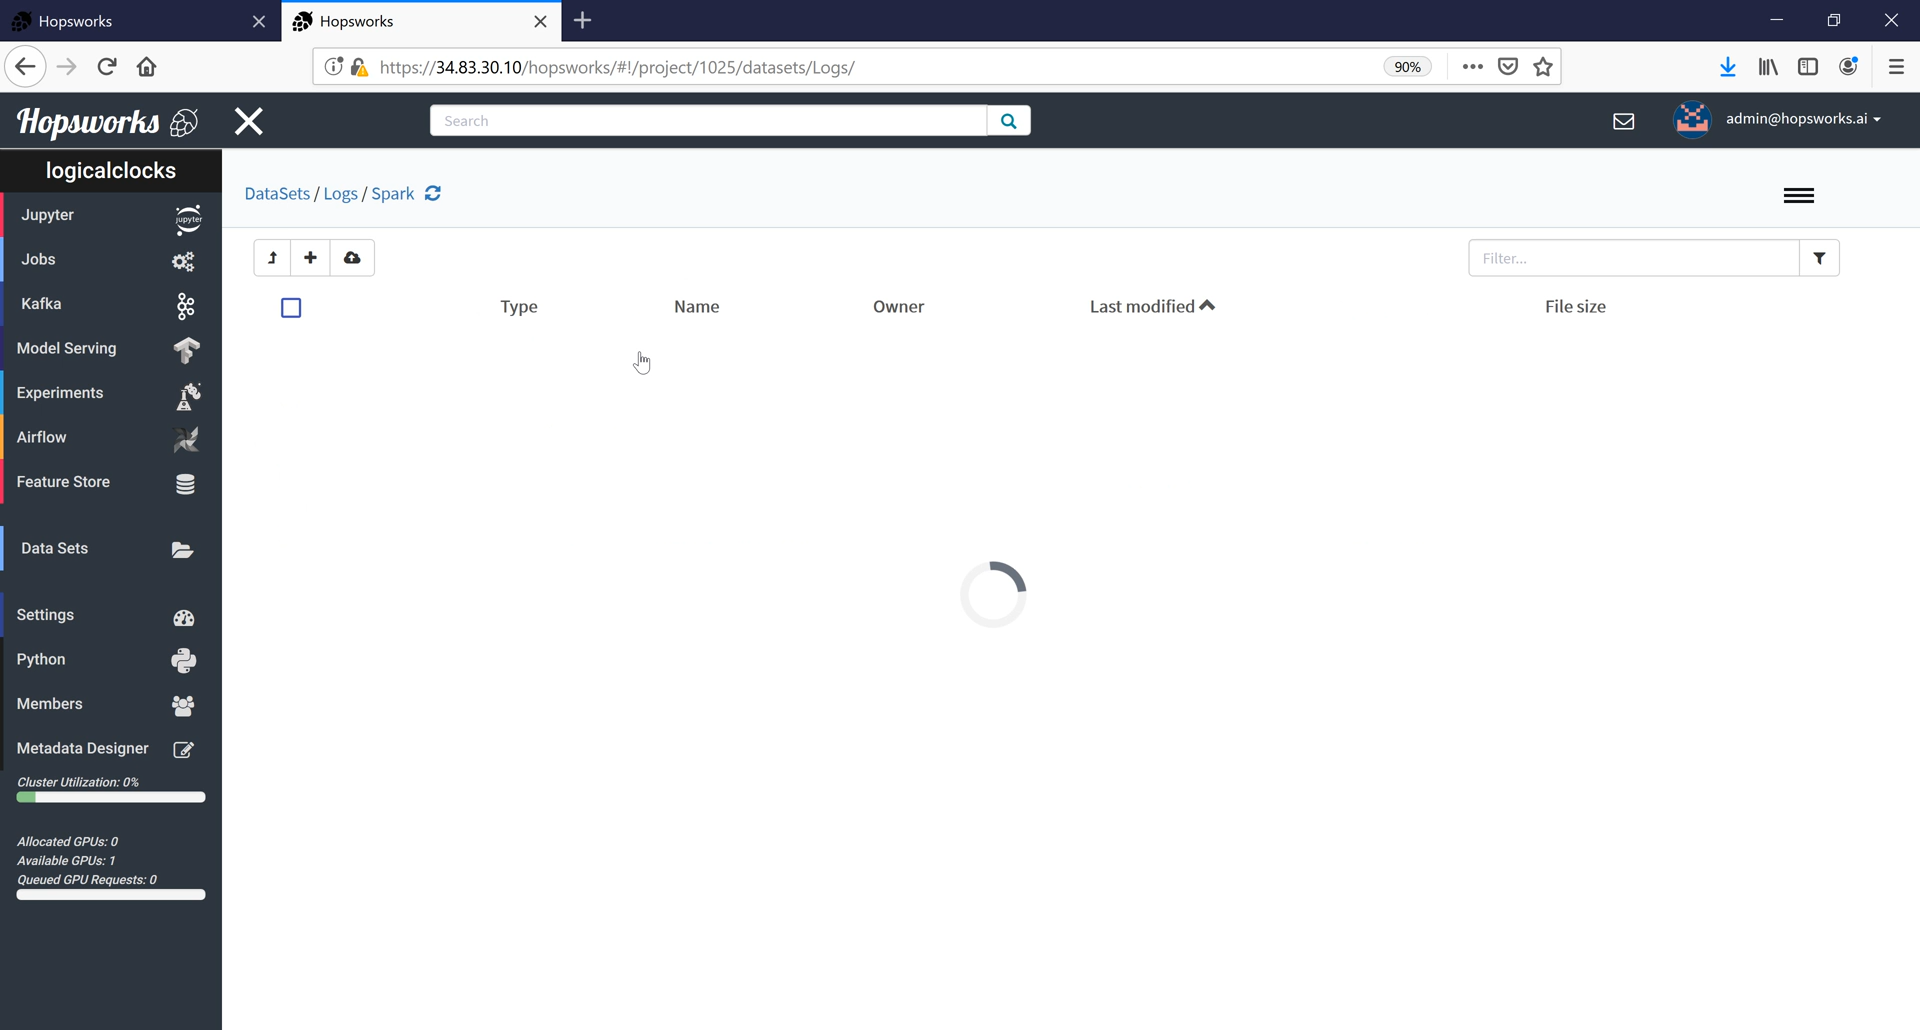 Hopsworks
Hopsworks
https://34.83.30.10/hopsworks/#!/project/1025/datasets/Logs/
90%
Hopsworks
Search
admin@hopsworks.ai
logicalclocks
Jupyter
jupyter
Jobs
Kafka
Model Serving
Experiments
Airflow
Feature Store
Data Sets
Settings
Python
Members
Metadata Designer
Cluster Utilization: 0%
Allocated GPUs: 0
Available GPUs: 1
Queued GPU Requests: 0
DataSets / Logs / Spark
Filter...
Type Name Owner Last modified File size